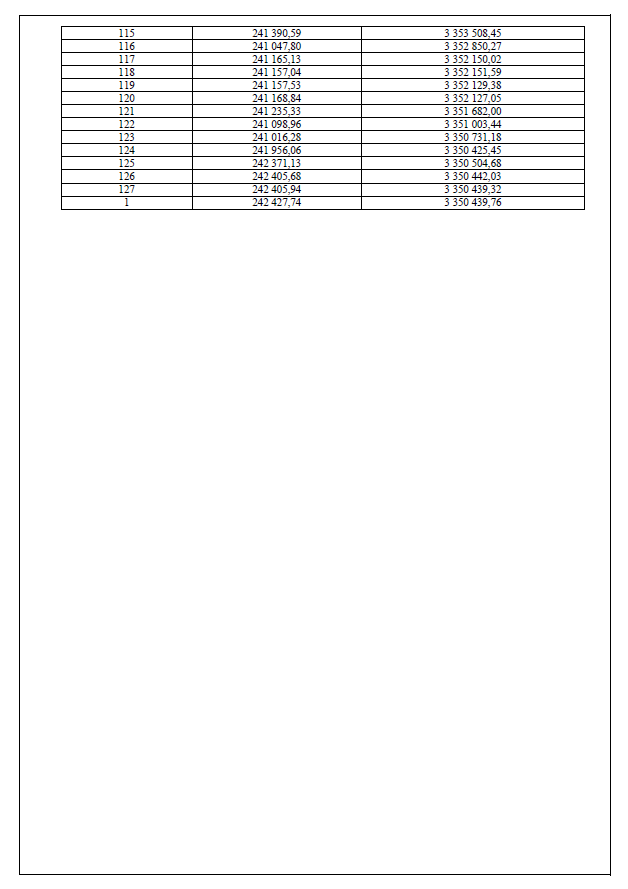 115 241 390,59 3 353 508,45
116 241 047,80 3 352 850,27
117 241 165,13 3 352 150,02
118 241 157,04 3 352 151,59
119 241 157,53 3 352 129,38
120 241 168,84 3 352 127,05
121 241 235,33 3 351 682,00
122 241 098,96 3 351 003,44
123 241 016,28 3 350 731,18
124 241 956,06 3 350 425,45
125 242 371,13 3 350 504,68
126 242 405,68 3 350 442,03
127 242 405,94 3 350 439,32
1 242 427,74 3 350 439,76